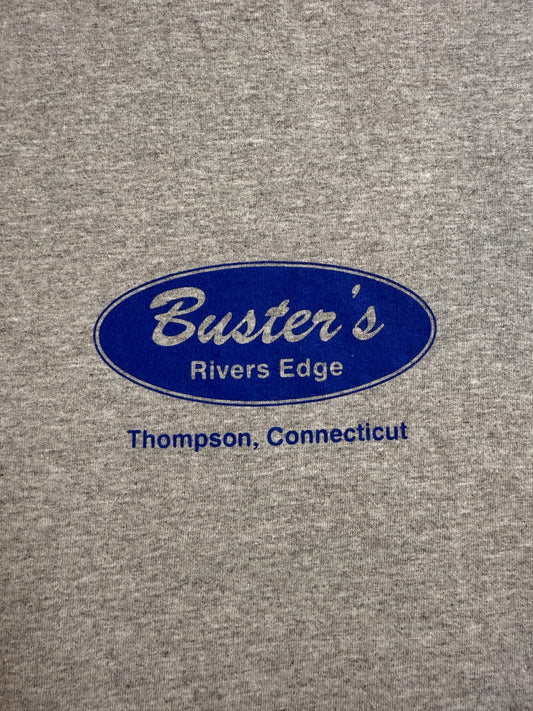 Buster's
Rivers Edge
Thompson, Connecticut